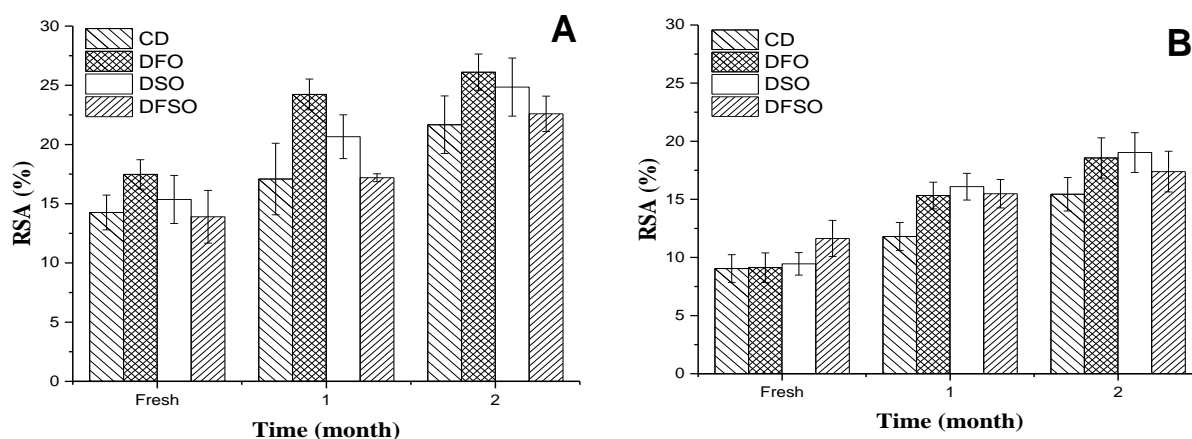 A
30
25
20
15
10
5
0
RSA (%)
CD
DFO
DSO
DFSO
Fresh
1
2
Time (month)
B
30
25
20
15
10
5
0
RSA (%)
CD
DFO
DSO
DFSO
Fresh
1
2
Time (month)